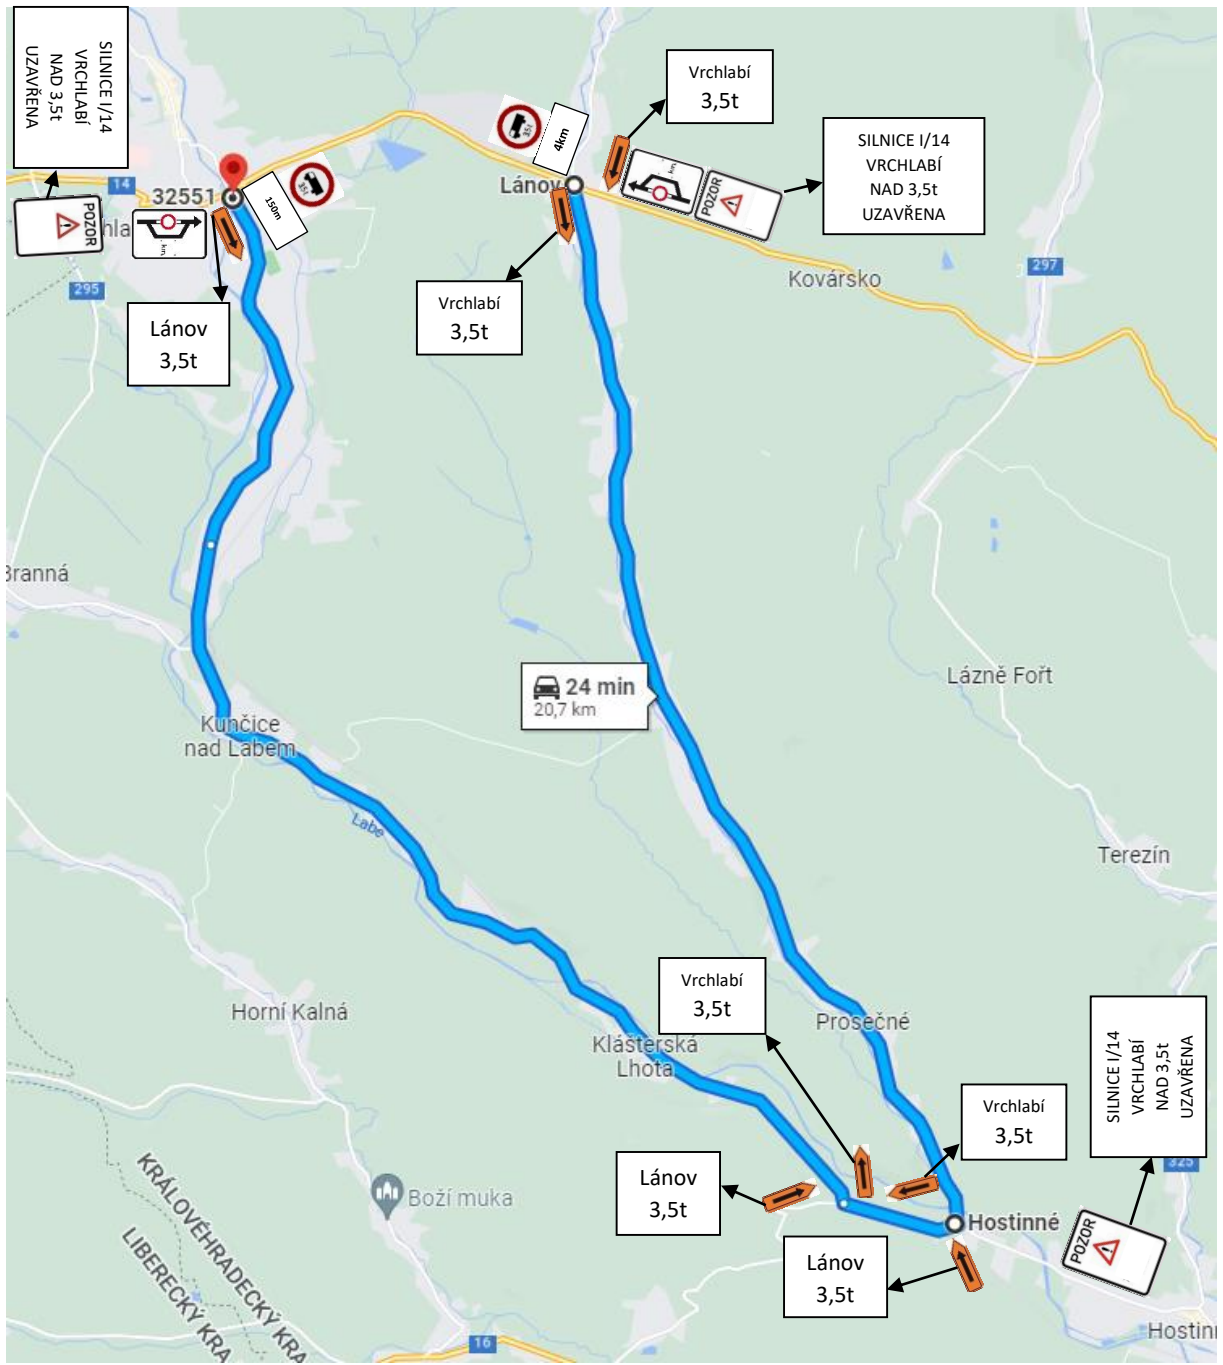 SILNICE I/14
VRCHLABÍ
NAD 3,5t
UZAVŘENA
Vrchlabí
3,5t
4km
SILNICE I/14
VRCHLABÍ
NAD 3,5t
UZAVŘENA
14
32551
150m
Lánov
POZOR
POZOR
km
km
295
Vrchlabí
3,5t
Kovársko
297
Lánov
3,5t
Branná
24 min
20,7 km
Lázně Fořt
Kunčice
nad Labem
Labe
Terezín
Vrchlabí
3,5t
Horní Kalná
Prosečné
Klášterská
Lhota
SILNICE I/14
VRCHLABÍ
NAD 3,5t
UZAVŘENA
Vrchlabí
3,5t
325
Lánov
3,5t
Boží muka
Hostinné
POZOR
Lánov
3,5t
KRÁLOVÉHRADECKÝ KRA
LIBERECKÝ KRA
16
Hostinn